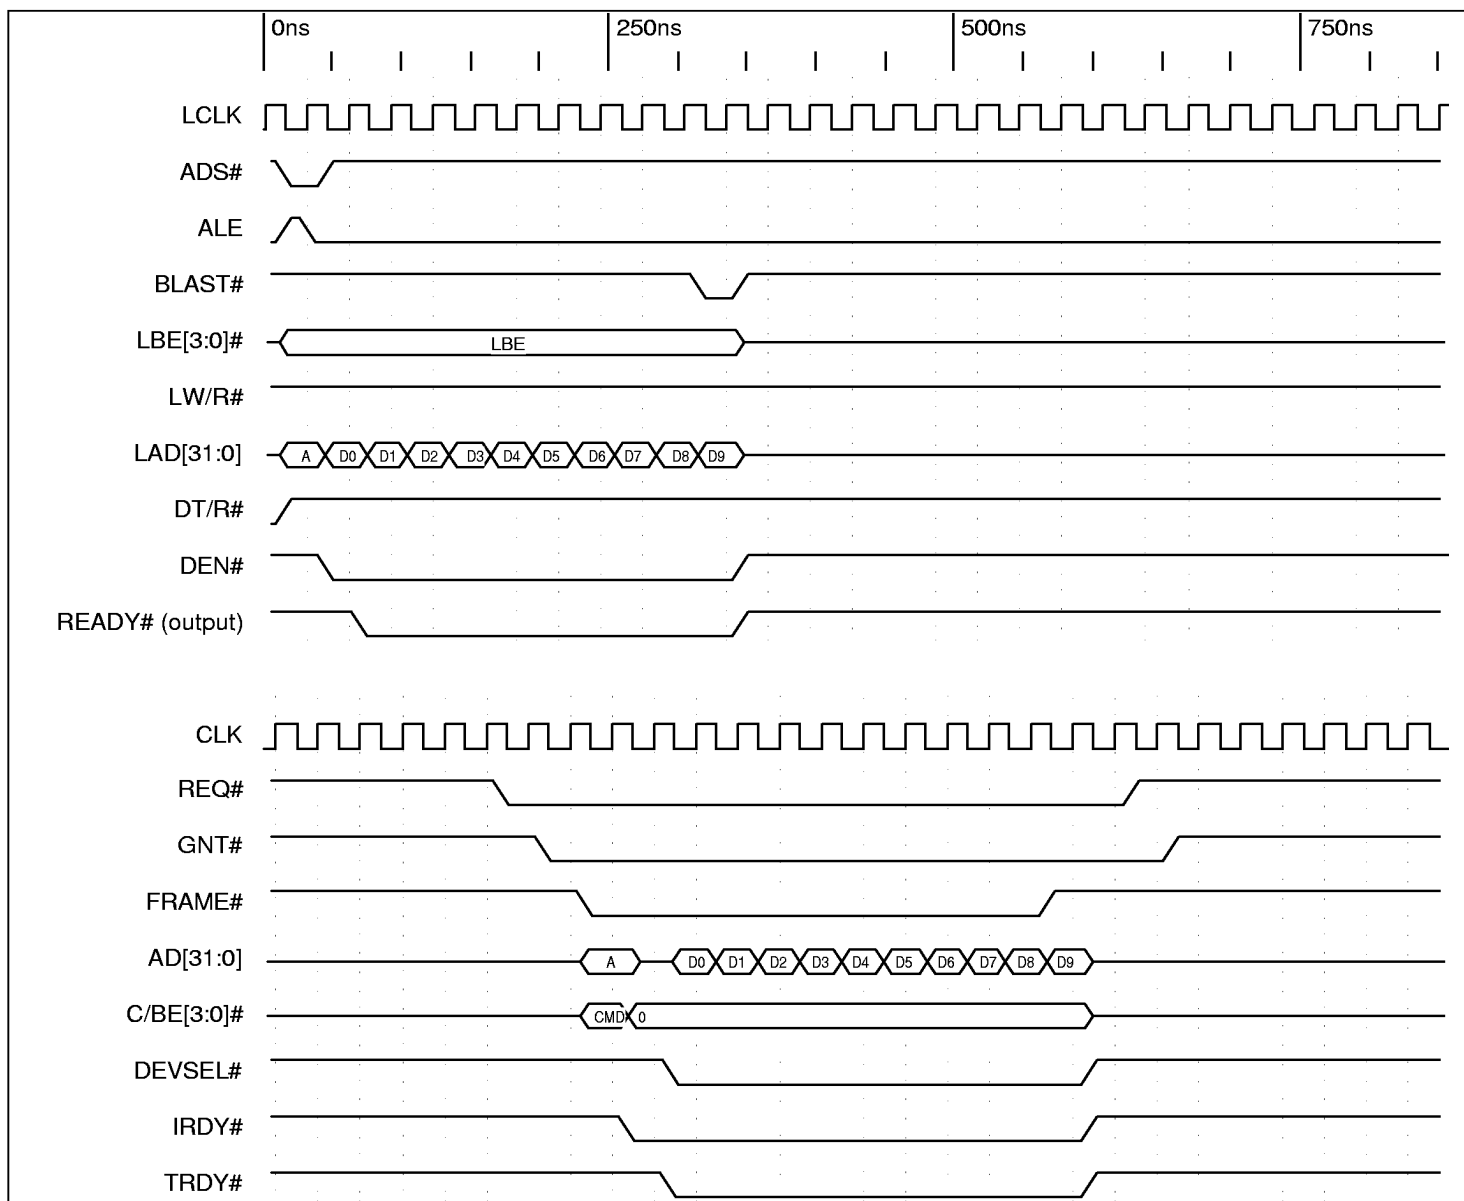 0ns 250ns 500ns 750ns
LCLK
ADS#
ALE
BLAST#
LBE[3:0]# LBE
LW/R#
LAD[31:0] A D0 D1 D2 D3 D4 D5 D6 D7 D8 D9
DT/R#
DEN#
READY# (output)
CLK
REQ#
GNT#
FRAME#
AD[31:0] A D0 D1 D2 D3 D4 D5 D6 D7 D8 D9
C/BE[3:0]# CMD 0
DEVSEL#
IRDY#
TRDY#